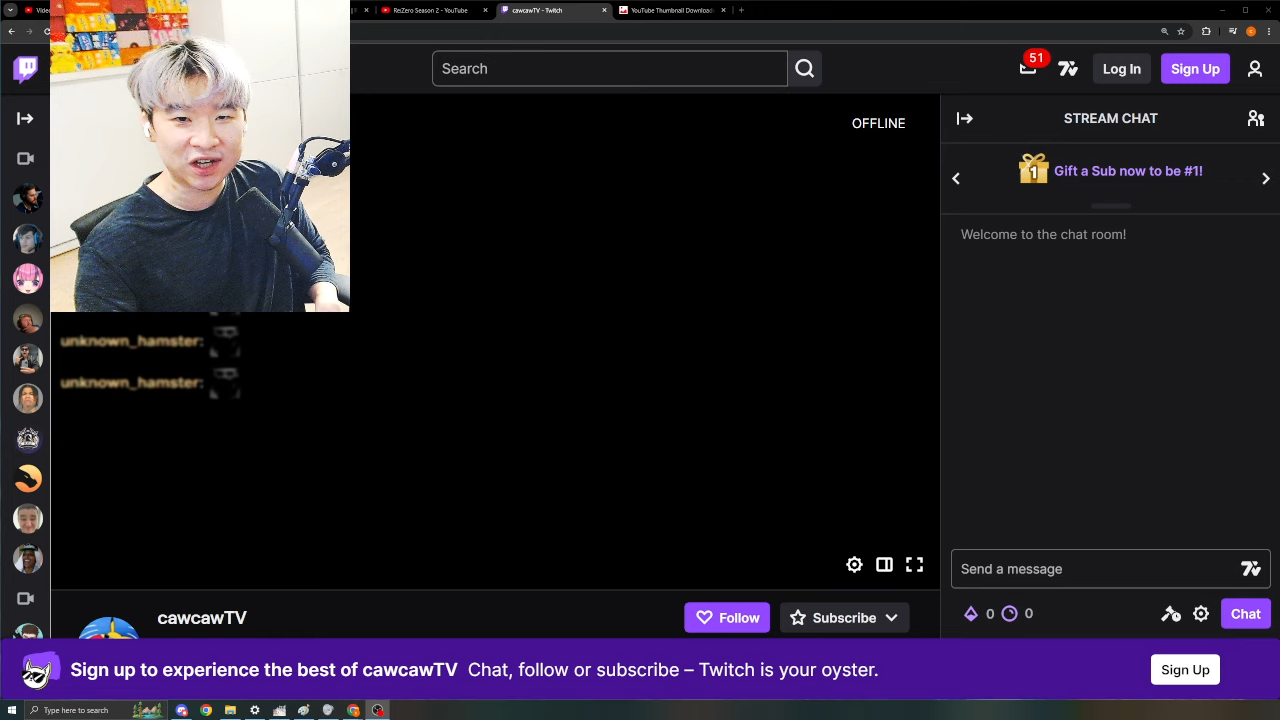 Video
ReiZero Season 2 - YouTube
cawcawTV - Twitch
YouTube Thumbnail Download
Search
51
Log In
Sign Up
OFFLINE
STREAM CHAT
1
Gift a Sub now to be #1!
Welcome to the chat room!
unknown_hamster:
unknown_hamster:
Send a message
cawcawTV
Follow
Subscribe
0
0
Chat
Sign up to experience the best of cawcawTV Chat, follow or subscribe – Twitch is your oyster.
Sign Up
Type here to search